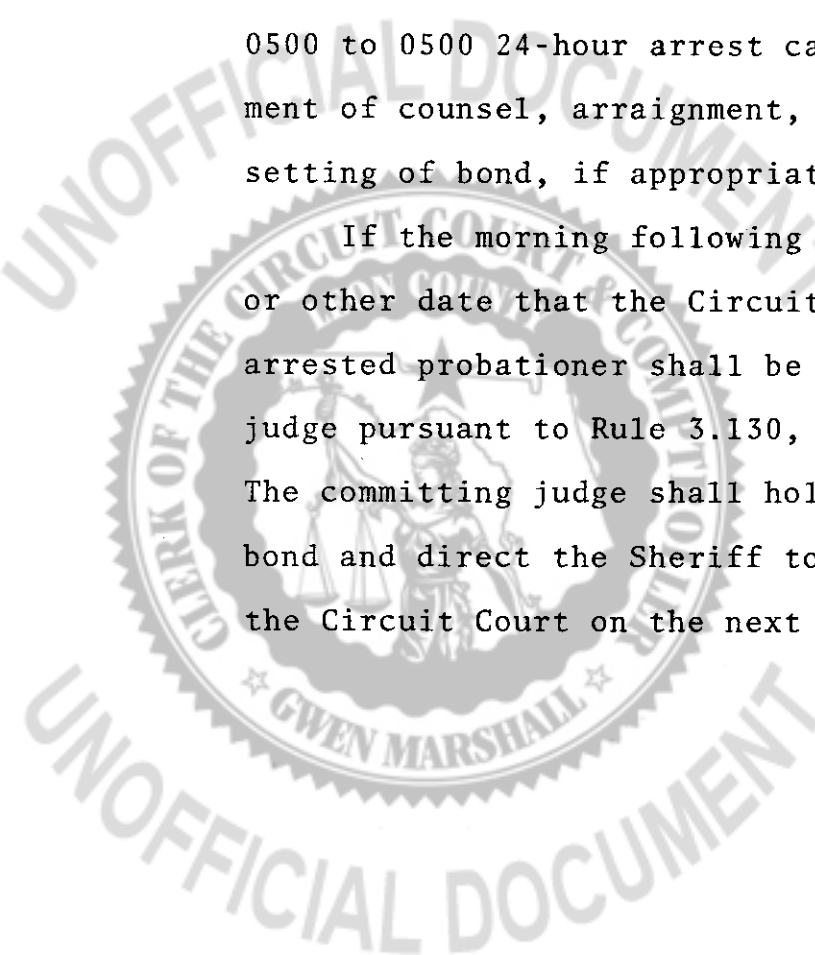 UNOFFICIAL DOCUMENT
0500 to 0500 24-hour arrest ca
ment of counsel, arraignment,
setting of bond, if appropriat
If the morning following
or other date that the Circuit
arrested probationer shall be
judge pursuant to Rule 3.130,
The committing judge shall hol
bond and direct the Sheriff to
the Circuit Court on the next
CLERK OF THE CIRCUIT COURT & COMPTROLLER
LEON COUNTY
GWEN MARSHALL
UNOFFICIAL DOCUMENT